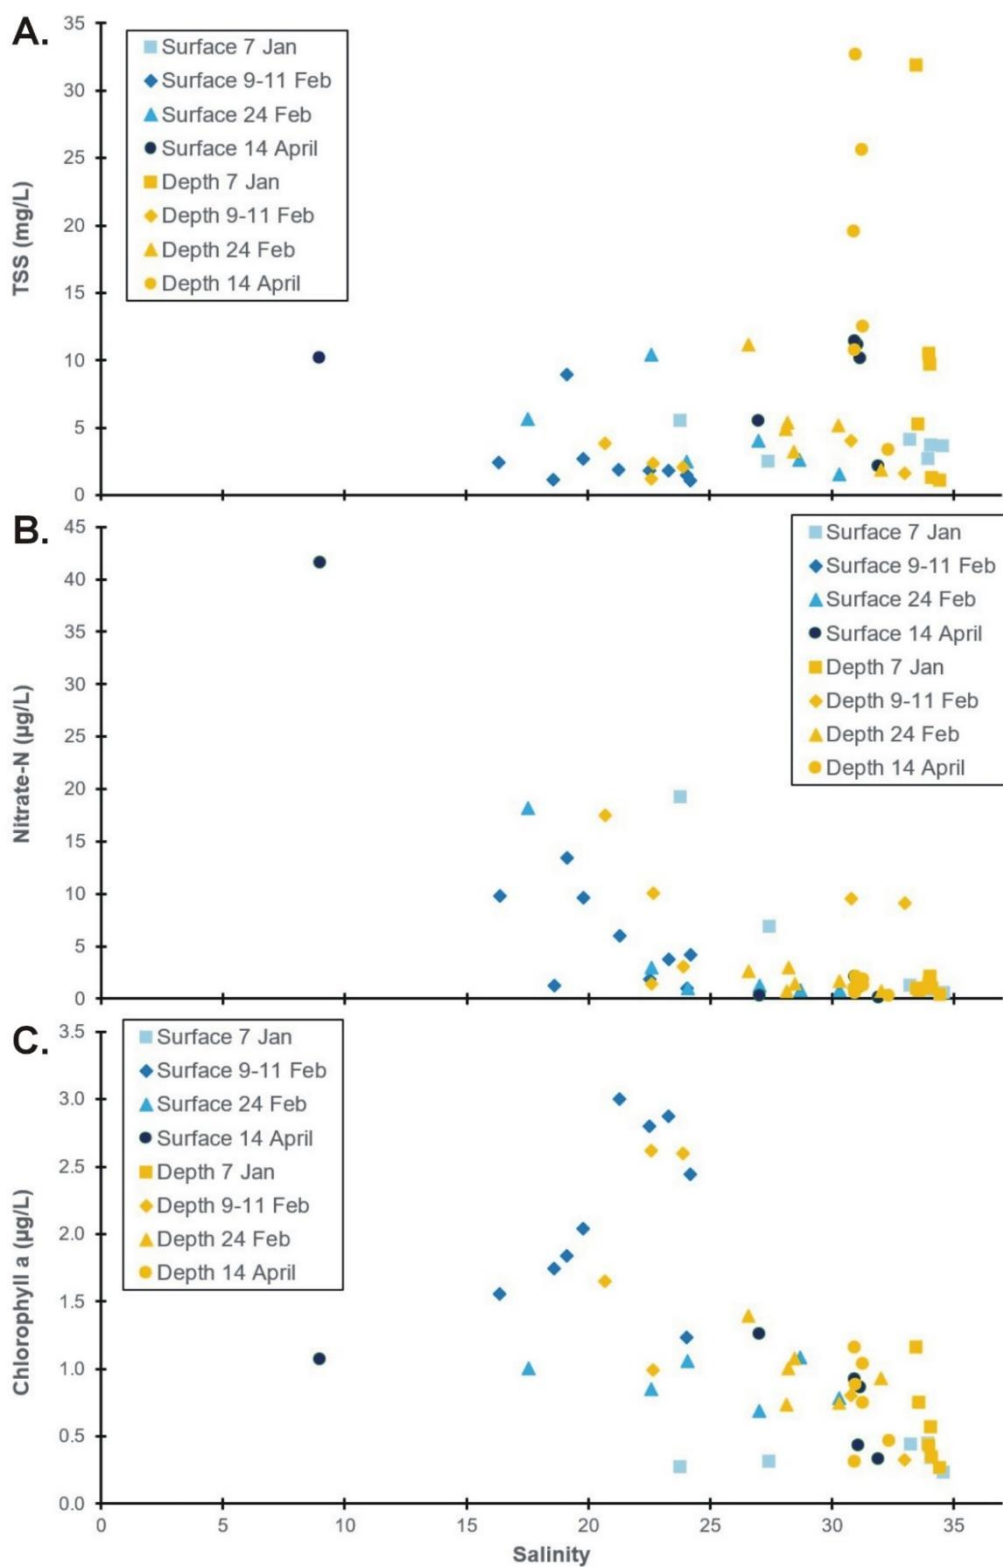 A.
35
30
25
20
15
10
5
0
TSS (mg/L)
Surface 7 Jan
Surface 9-11 Feb
Surface 24 Feb
Surface 14 April
Depth 7 Jan
Depth 9-11 Feb
Depth 24 Feb
Depth 14 April
B.
45
40
35
30
25
20
15
10
5
0
Nitrate-N (µg/L)
Surface 7 Jan
Surface 9-11 Feb
Surface 24 Feb
Surface 14 April
Depth 7 Jan
Depth 9-11 Feb
Depth 24 Feb
Depth 14 April
C.
3.5
3.0
2.5
2.0
1.5
1.0
0.5
0.0
Chlorophyll a (µg/L)
Surface 7 Jan
Surface 9-11 Feb
Surface 24 Feb
Surface 14 April
Depth 7 Jan
Depth 9-11 Feb
Depth 24 Feb
Depth 14 April
0 5 10 15 20 25 30 35
Salinity